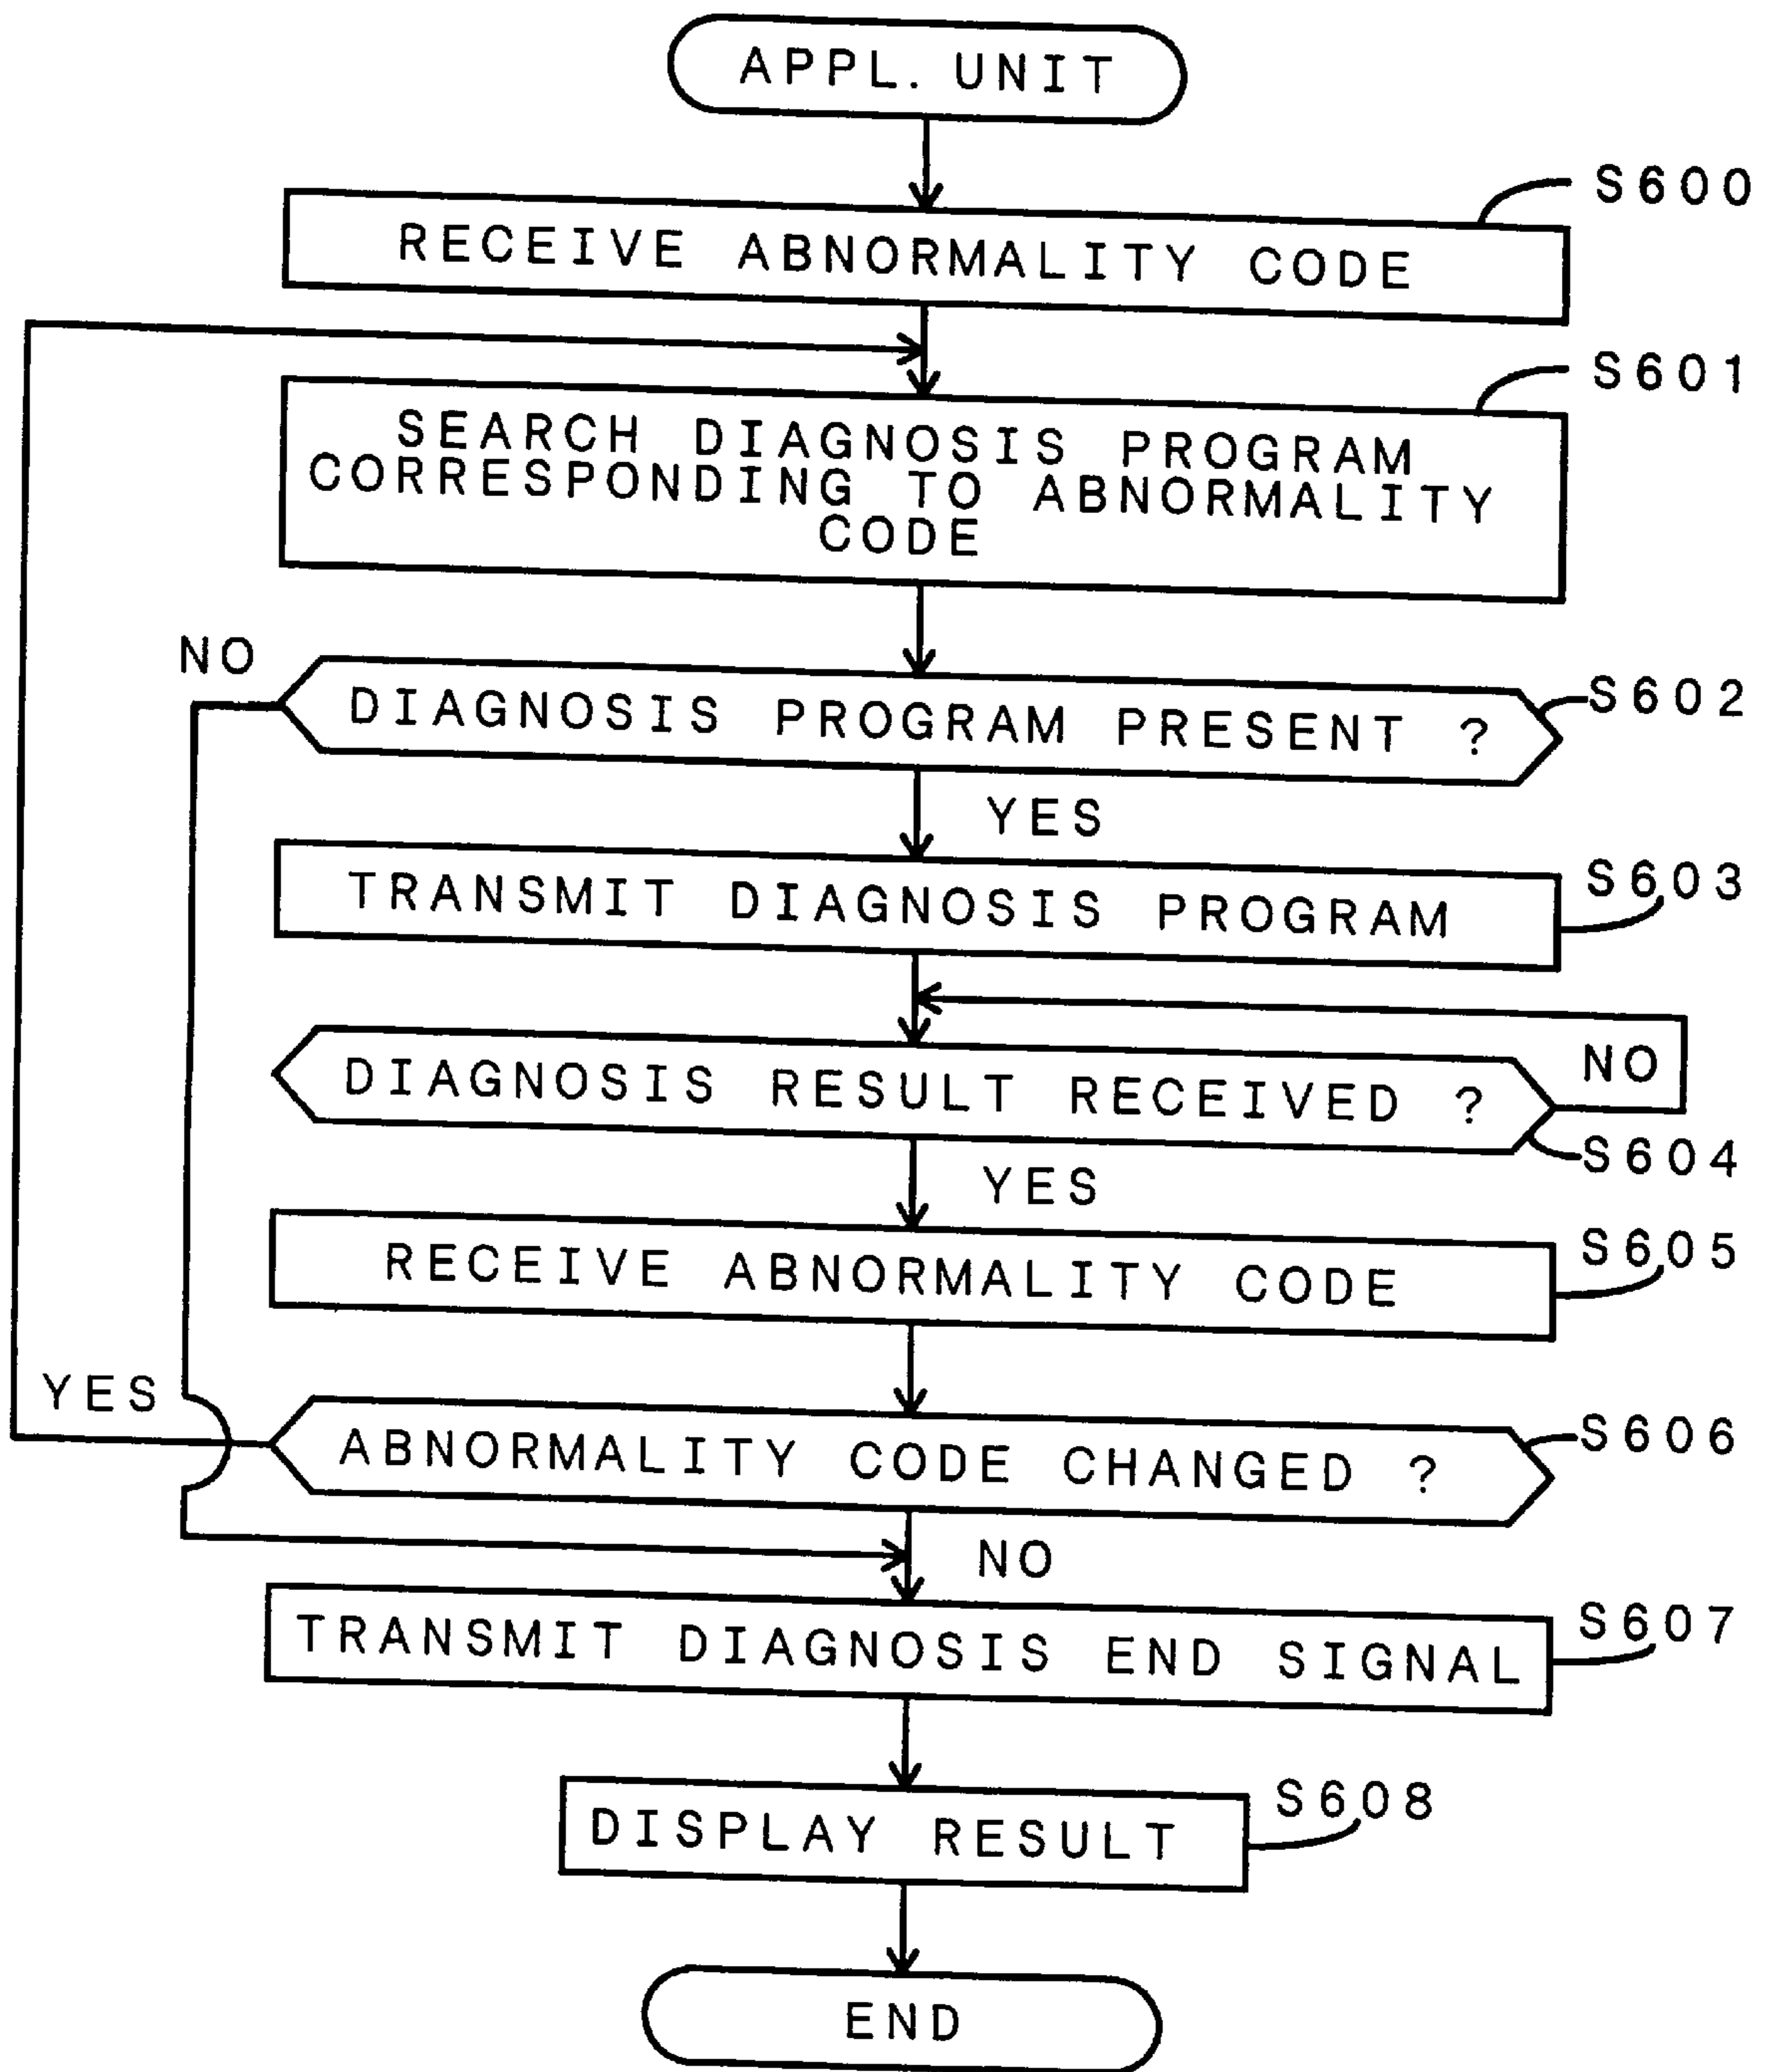 APPL. UNIT
S600
RECEIVE ABNORMALITY CODE
S601
SEARCH DIAGNOSIS PROGRAM
CORRESPONDING TO ABNORMALITY
CODE
NO
DIAGNOSIS PROGRAM PRESENT ?
S602
YES
TRANSMIT DIAGNOSIS PROGRAM
S603
NO
DIAGNOSIS RESULT RECEIVED ?
S604
YES
RECEIVE ABNORMALITY CODE
S605
YES
ABNORMALITY CODE CHANGED ?
S606
NO
TRANSMIT DIAGNOSIS END SIGNAL
S607
DISPLAY RESULT
S608
END